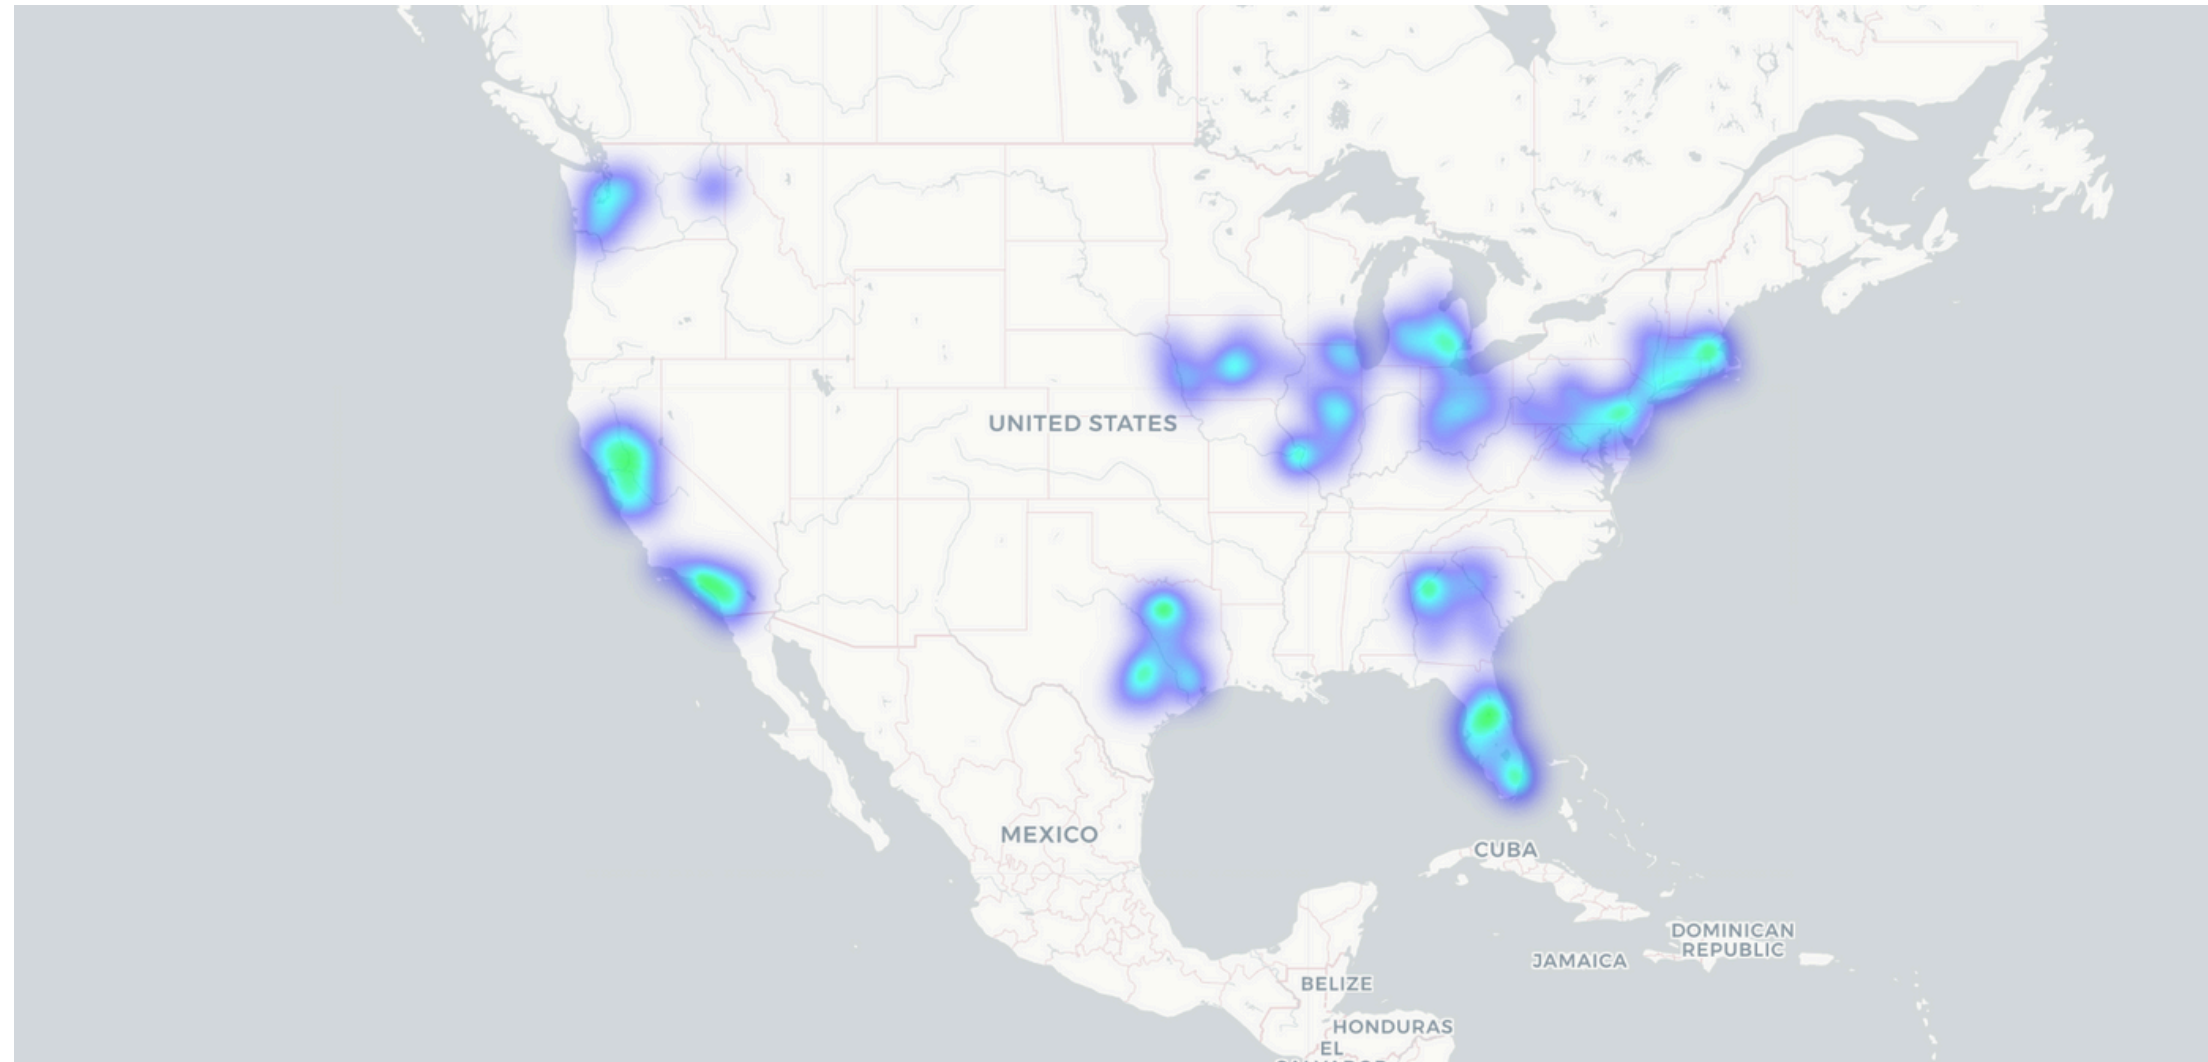 UNITED STATES
MEXICO
CUBA
DOMINICAN
REPUBLIC
JAMAICA
BELIZE
HONDURAS
EL